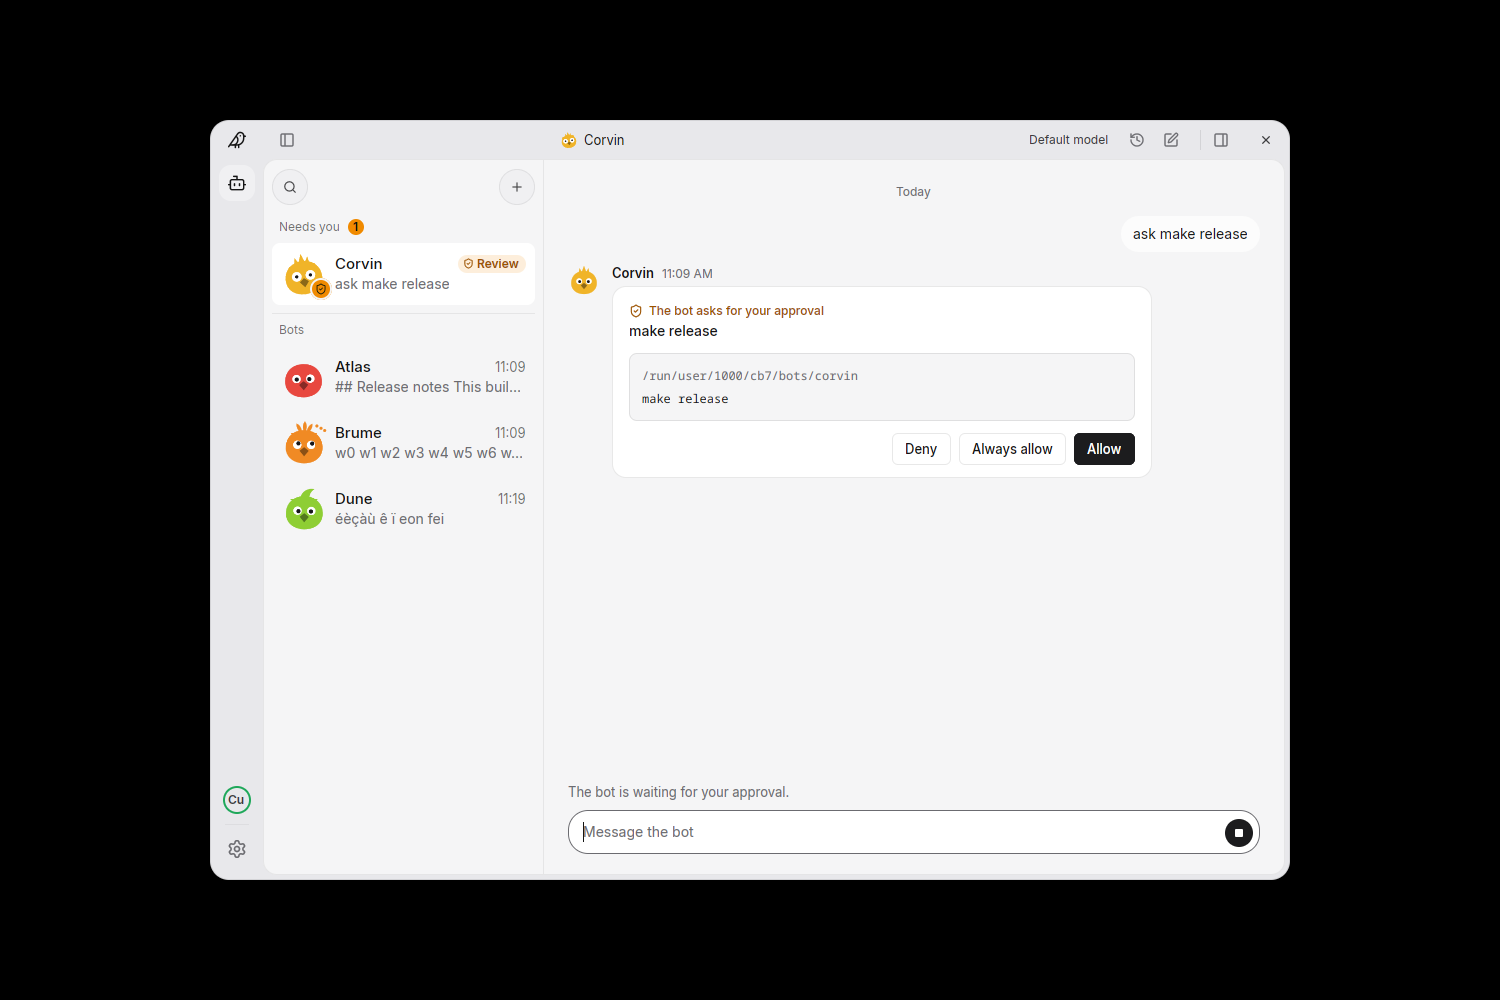 Corvin
Default model
Needs you 1
Corvin
Review
ask make release
Bots
Atlas
11:09
## Release notes This buil...
Brume
11:09
w0 w1 w2 w3 w4 w5 w6 w...
Dune
11:19
éèçàù ê ï eon fei
Cu
Today
ask make release
Corvin 11:09 AM
The bot asks for your approval
make release
/run/user/1000/cb7/bots/corvin
make release
Deny
Always allow
Allow
The bot is waiting for your approval.
Message the bot